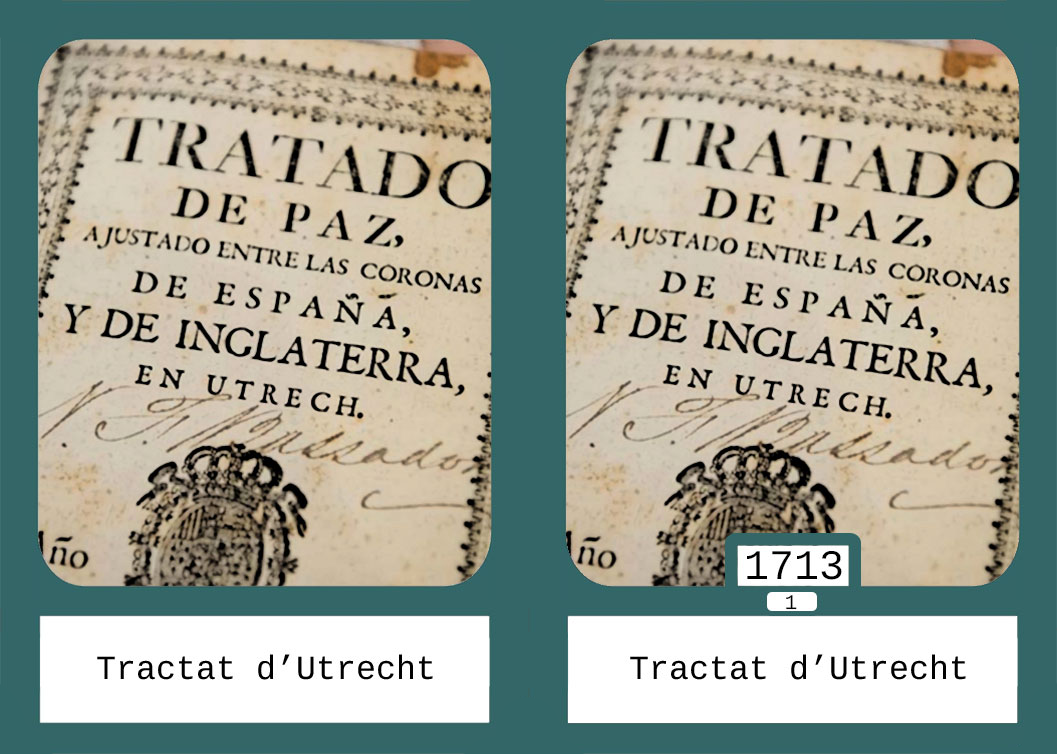 TRATADO
DE PAZ,
AJUSTADO ENTRE LAS CORONAS
DE ESPAÑA,
Y DE INGLATERRA,
EN UTRECH.
ño
Tractat d’Utrecht
TRATADO
DE PAZ,
AJUSTADO ENTRE LAS CORONAS
DE ESPAÑA,
Y DE INGLATERRA,
EN UTRECH.
ño
1713
1
Tractat d’Utrecht